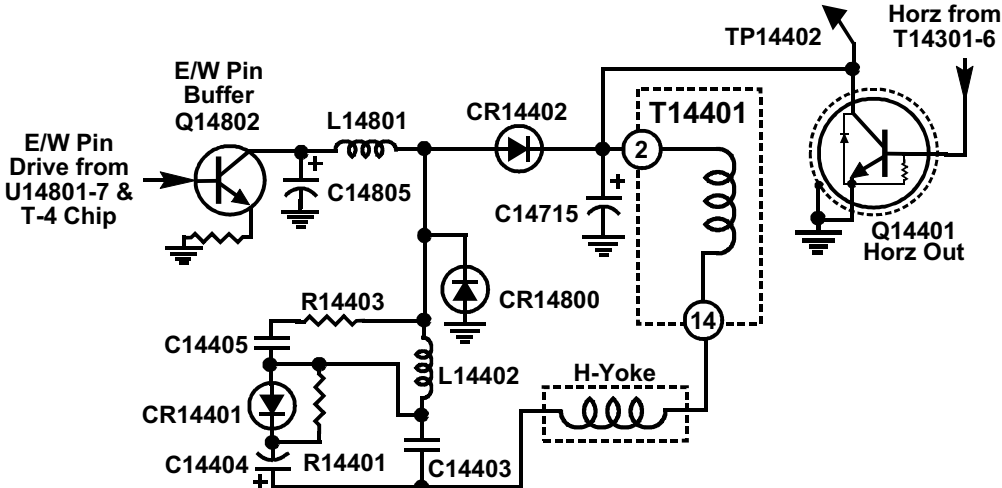 Horz from
T14301-6
TP14402
E/W Pin
Buffer
Q14802
CR14402
T14401
L14801
E/W Pin
Drive from
U14801-7 &
T-4 Chip
+
C14805
2
+
C14715
Q14401
Horz Out
R14403
CR14800
14
C14405
L14402
H-Yoke
CR14401
C14404
+
R14401
C14403